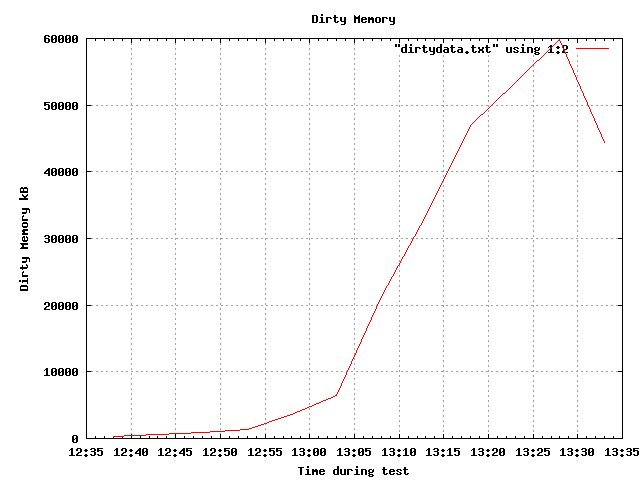 Dirty Memory
60000
"dirtydata.txt" using 1:2
50000
40000
30000
20000
10000
0
Dirty Memory kB
12:35 12:40 12:45 12:50 12:55 13:00 13:05 13:10 13:15 13:20 13:25 13:30 13:35
Time during test